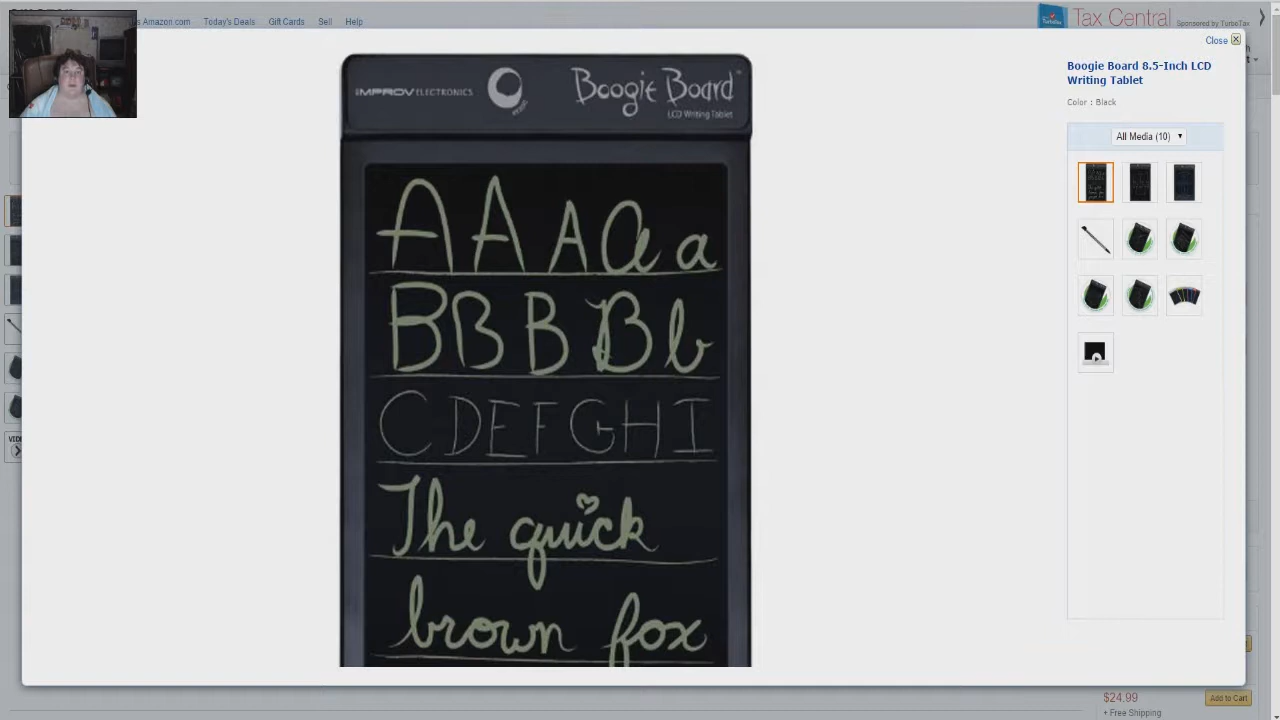 s Amazon.com Today's Deals Gift Cards Sell Help
Tax Central Sponsored by TurboTax
Close
Boogie Board 8.5-Inch LCD
Writing Tablet
Color : Black
All Media (10)
iMPROV ELECTRONICS
Boogie Board
LCD Writing Tablet
A A A a a
B B B B b
C D E F G H I
The quick
brown fox
VIDE
$24.99
Add to Cart
+ Free Shipping